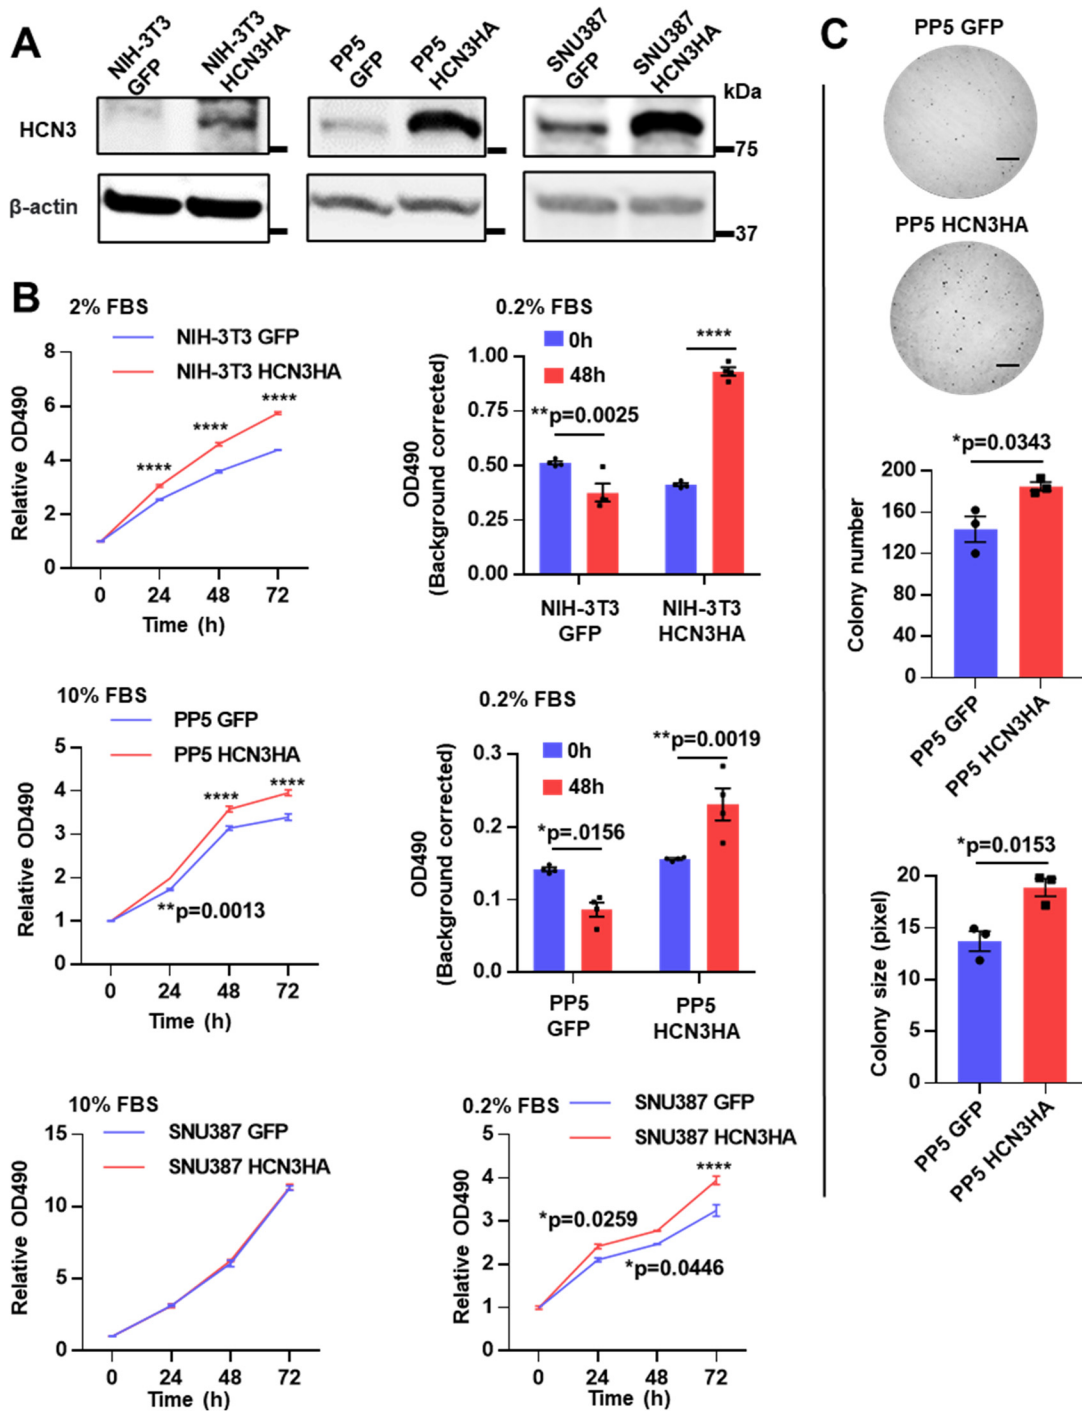 A
NIH-3T3
GFP
NIH-3T3
HCN3HA
PP5
GFP
PP5
HCN3HA
SNU387
GFP
SNU387
HCN3HA
kDa
HCN3
75
β-actin
37
B
2% FBS
NIH-3T3 GFP
NIH-3T3 HCN3HA
Relative OD490
8
6
4
2
0
****
****
****
0 24 48 72
Time (h)
0.2% FBS
0h
48h
OD490
(Background corrected)
1.00
0.75
0.50
0.25
0.00
**p=0.0025
****
NIH-3T3
GFP
NIH-3T3
HCN3HA
10% FBS
PP5 GFP
PP5 HCN3HA
Relative OD490
5
4
3
2
1
0
****
****
**p=0.0013
0 24 48 72
Time (h)
0.2% FBS
0h
48h
OD490
(Background corrected)
0.3
0.2
0.1
0.0
*p=.0156
**p=0.0019
PP5
GFP
PP5
HCN3HA
10% FBS
SNU387 GFP
SNU387 HCN3HA
Relative OD490
15
10
5
0
0 24 48 72
Time (h)
0.2% FBS
SNU387 GFP
SNU387 HCN3HA
Relative OD490
5
4
3
2
1
0
*p=0.0259
*p=0.0446
****
0 24 48 72
Time (h)
C
PP5 GFP
PP5 HCN3HA
*p=0.0343
Colony number
200
160
120
80
40
0
PP5 GFP
PP5 HCN3HA
*p=0.0153
Colony size (pixel)
20
15
10
5
0
PP5 GFP
PP5 HCN3HA